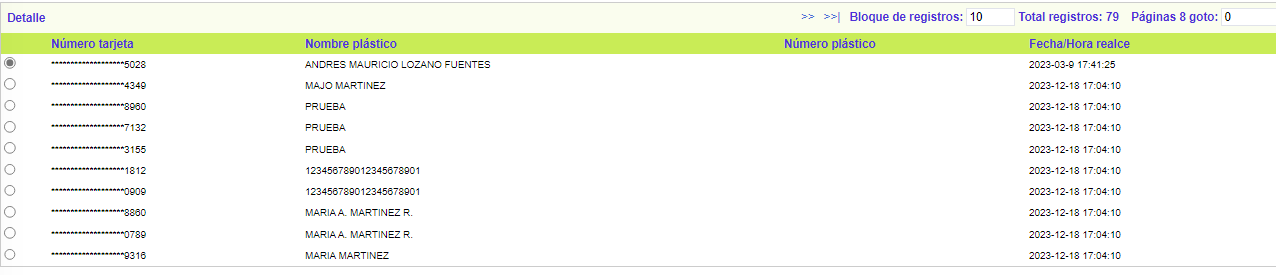 Detalle >> >>| Bloque de registros: 10 Total registros: 79 Páginas 8 goto: 0
Número tarjeta Nombre plástico Número plástico Fecha/Hora realce
*******************5028 ANDRES MAURICIO LOZANO FUENTES 2023-03-9 17:41:25
*******************4349 MAJO MARTINEZ 2023-12-18 17:04:10
*******************8960 PRUEBA 2023-12-18 17:04:10
*******************7132 PRUEBA 2023-12-18 17:04:10
*******************3155 PRUEBA 2023-12-18 17:04:10
*******************1812 123456789012345678901 2023-12-18 17:04:10
*******************0909 123456789012345678901 2023-12-18 17:04:10
*******************8860 MARIA A. MARTINEZ R. 2023-12-18 17:04:10
*******************0789 MARIA A. MARTINEZ R. 2023-12-18 17:04:10
*******************9316 MARIA MARTINEZ 2023-12-18 17:04:10